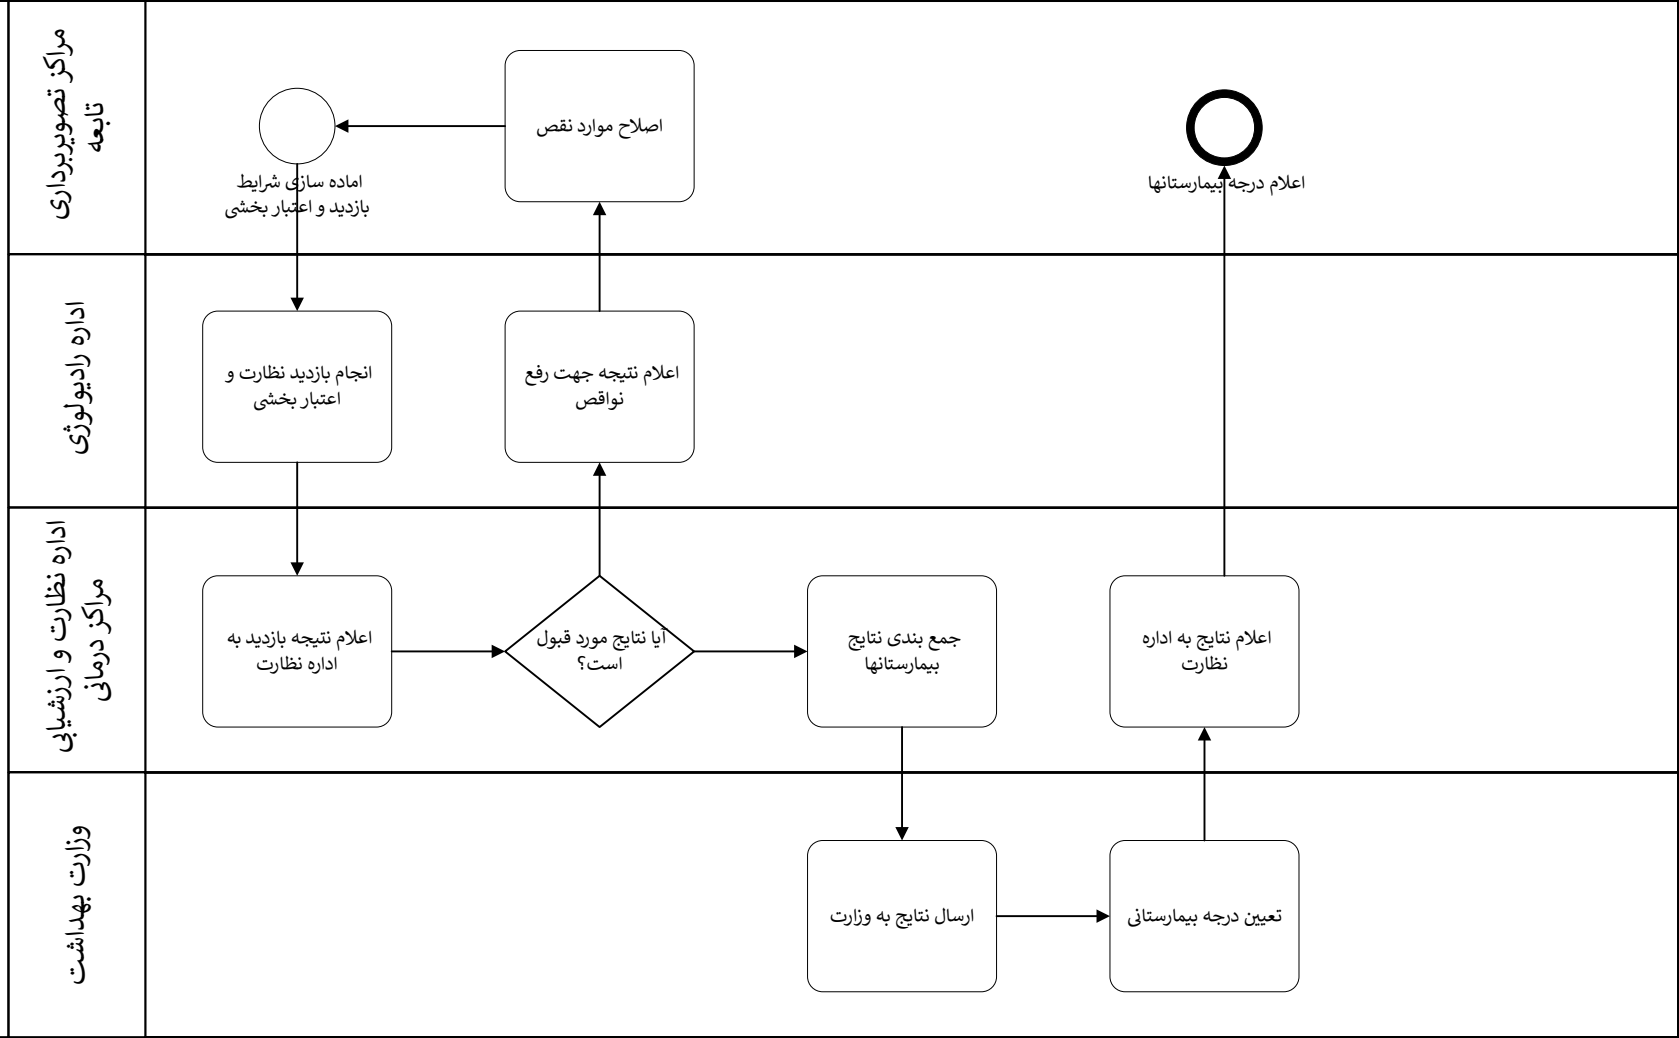 مراکز تصویربرداری
تابعه
اصلاح موارد نقص
اماده سازی شرایط
بازدید و اعتبار بخشی
اعلام درجه بیمارستانها
اداره رادیولوژی
انجام بازدید نظارت و
اعتبار بخشی
اعلام نتیجه جهت رفع
نواقص
اداره نظارت و ارزشیابی
مراکز درمانی
اعلام نتیجه بازدید به
اداره نظارت
آیا نتایج مورد قبول
است؟
جمع بندی نتایج
بیمارستانها
اعلام نتایج به اداره
نظارت
وزارت بهداشت
ارسال نتایج به وزارت
تعیین درجه بیمارستانی